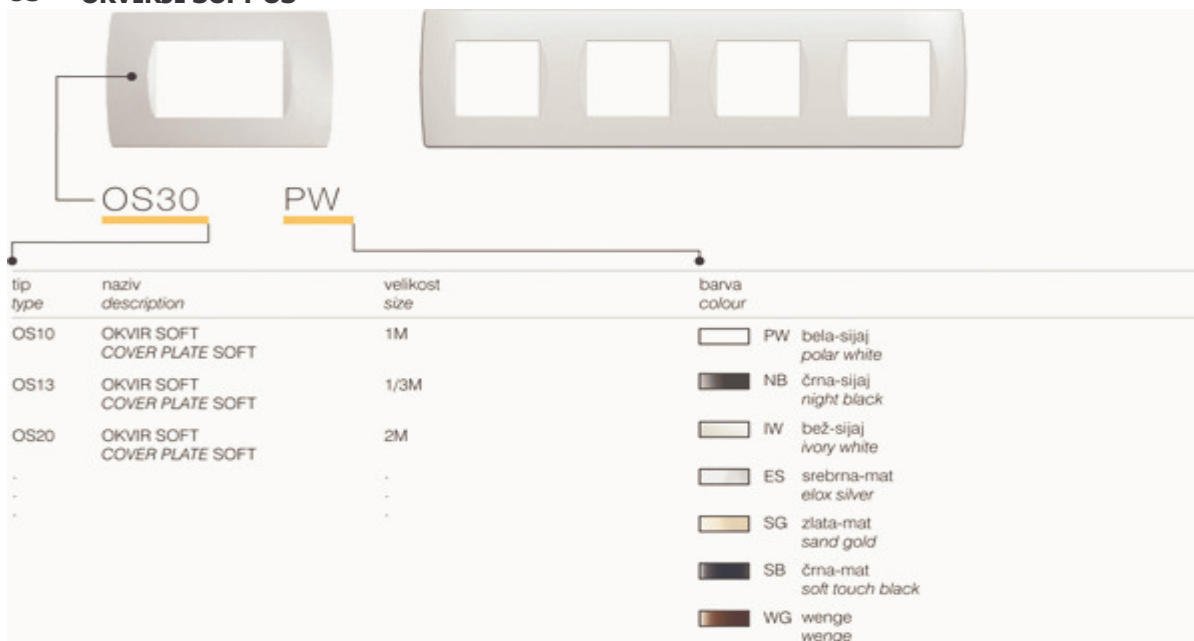 OS30 PW
tip naziv velikost barva
type description size colour
OS10 OKVIR SOFT 1M
COVER PLATE SOFT
OS13 OKVIR SOFT 1/3M
COVER PLATE SOFT
OS20 OKVIR SOFT 2M
COVER PLATE SOFT
. .
. .
. .
PW bela-sijaj
polar white
NB črna-sijaj
night black
IW bež-sijaj
ivory white
ES srebrna-mat
elox silver
SG zlata-mat
sand gold
SB črna-mat
soft touch black
WG wenge
wenge